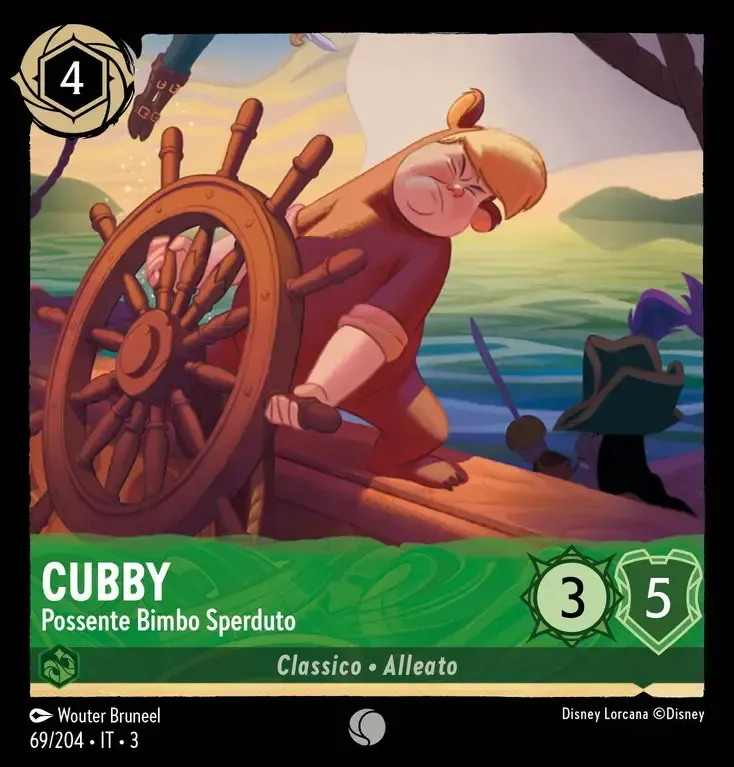 4
CUBBY
Possente Bimbo Sperduto
3
5
Classico • Alleato
Wouter Bruneel
Disney Lorcana ©Disney
69/204 • IT • 3